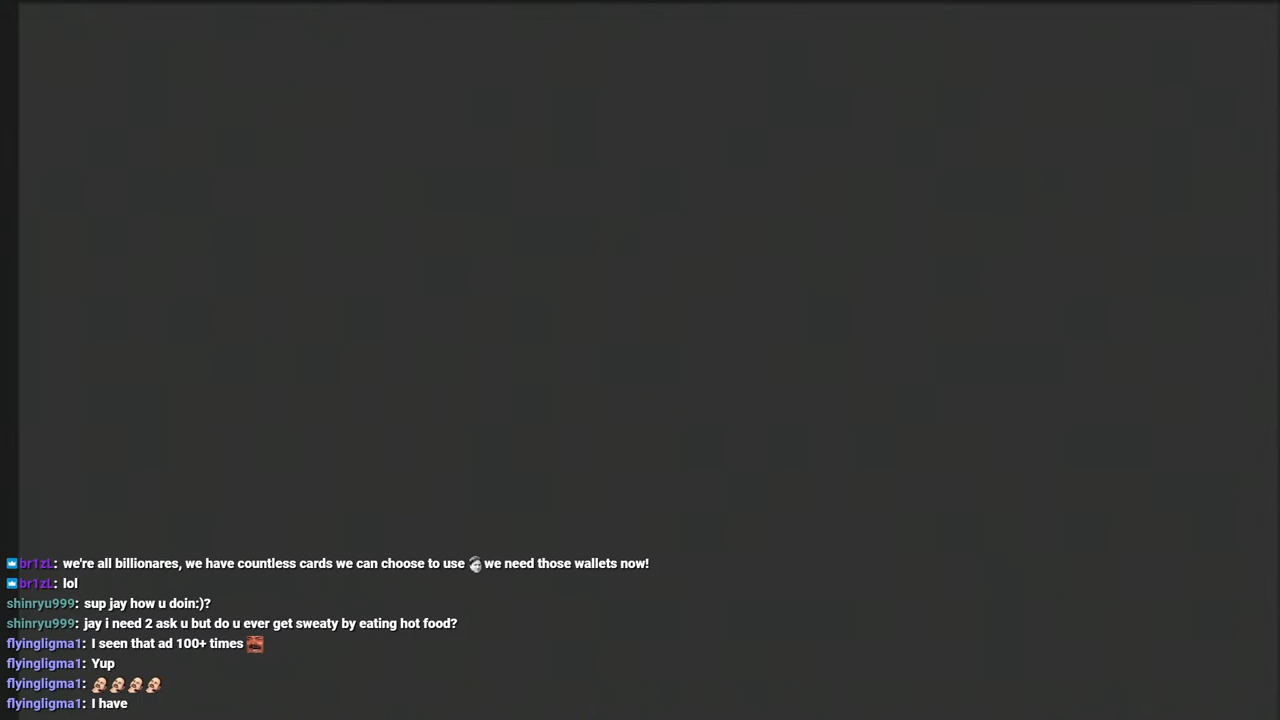 br1zL: we're all billionares, we have countless cards we can choose to use we need those wallets now!
br1zL: lol
shinryu999: sup jay how u doin:)?
shinryu999: jay i need 2 ask u but do u ever get sweaty by eating hot food?
flyingligma1: I seen that ad 100+ times
flyingligma1: Yup
flyingligma1:
flyingligma1: I have